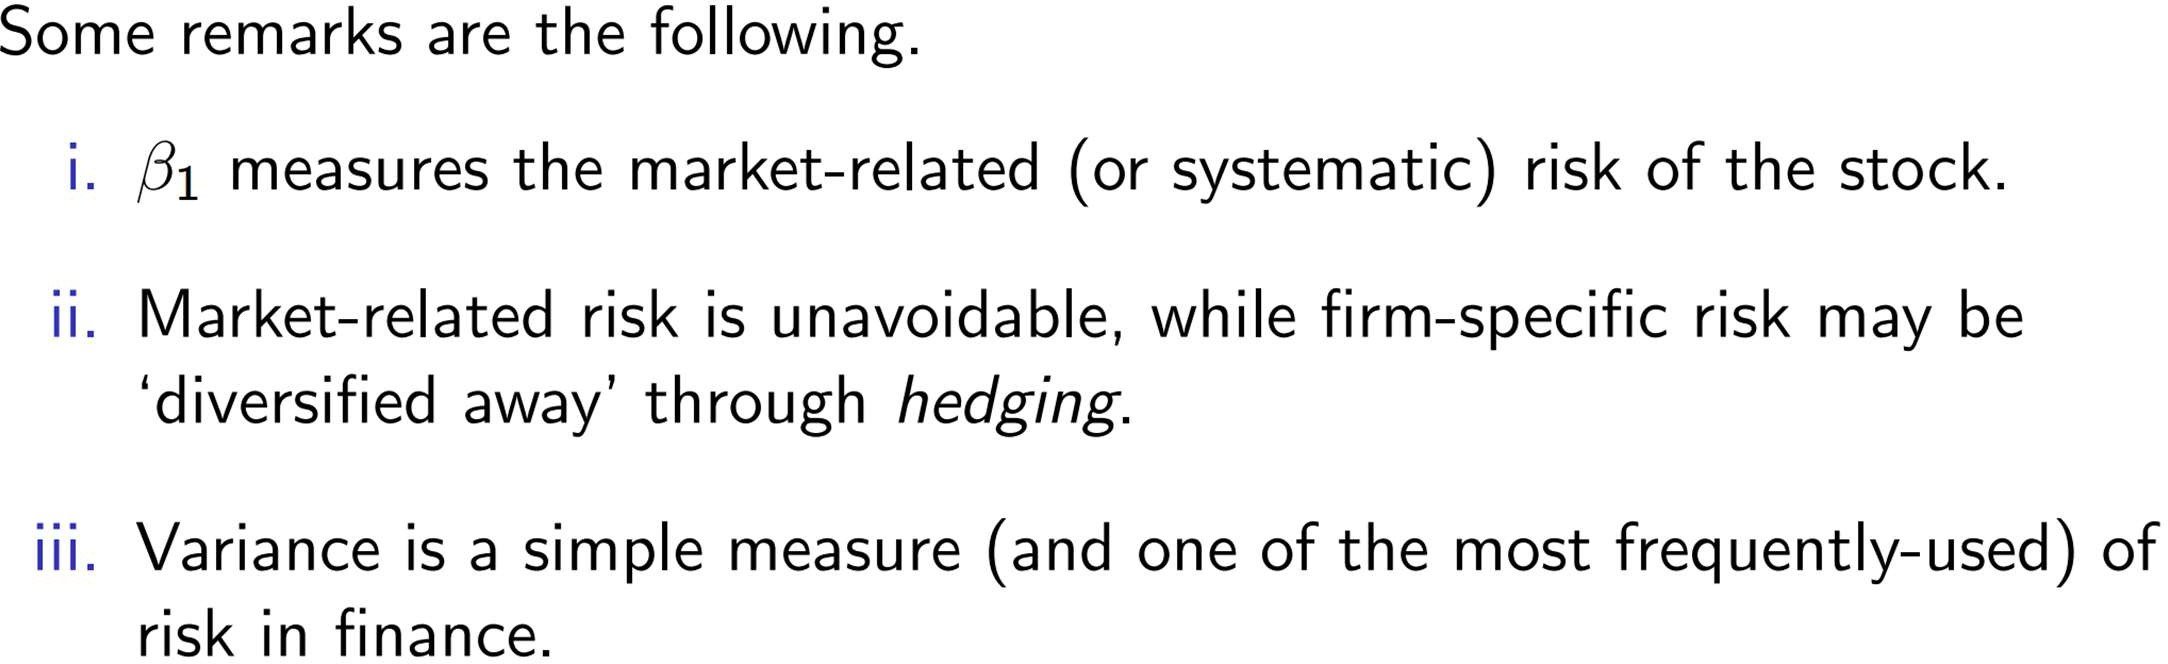 Some remarks are the following.
i. β₁ measures the market-related (or systematic) risk of the stock.
ii. Market-related risk is unavoidable, while firm-specific risk may be
‘diversified away’ through hedging.
iii. Variance is a simple measure (and one of the most frequently-used) of
risk in finance.